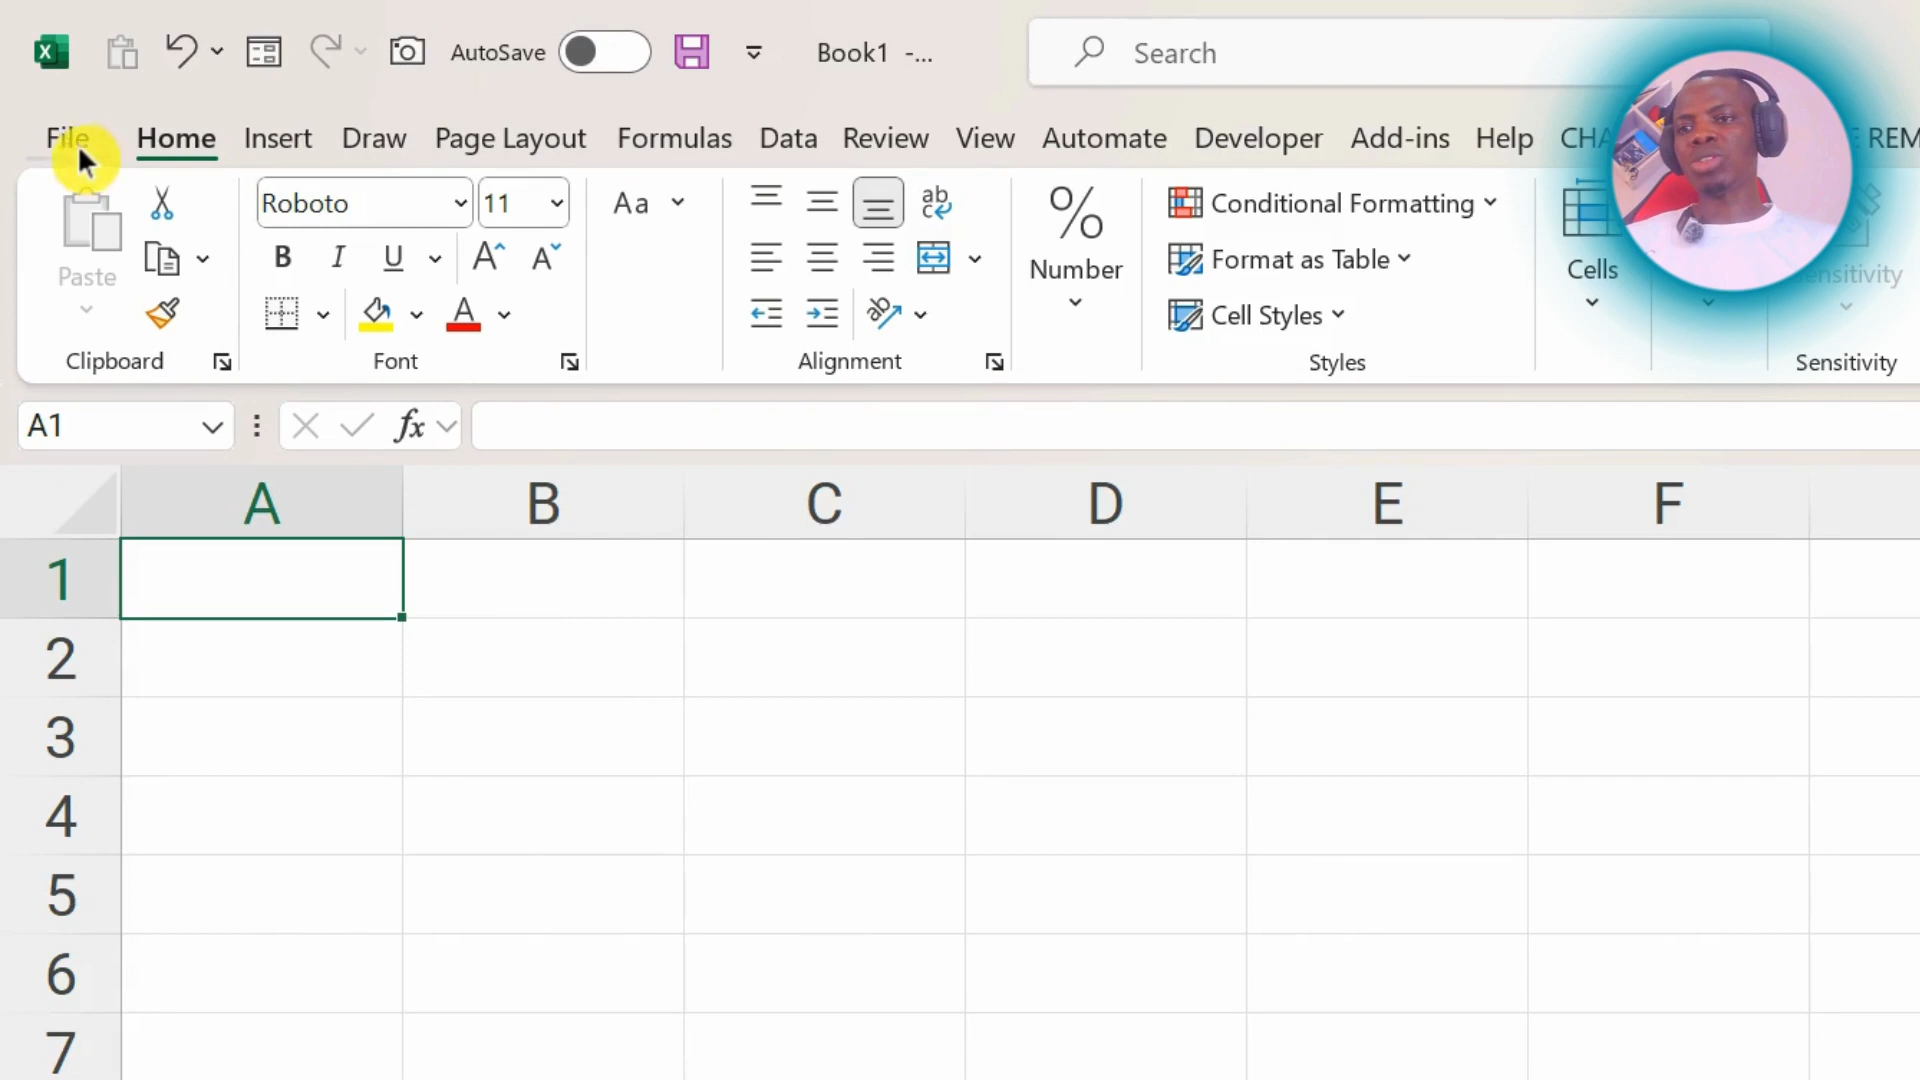 AutoSave Book1 -... Search
File Home Insert Draw Page Layout Formulas Data Review View Automate Developer Add-ins Help
Roboto 11 Aa
Paste B I U A A Number Conditional Formatting
Format as Table Cells
A Cell Styles
Clipboard Font Alignment Styles Sensitivity
A1 fx
A B C D E F
1
2
3
4
5
6
7